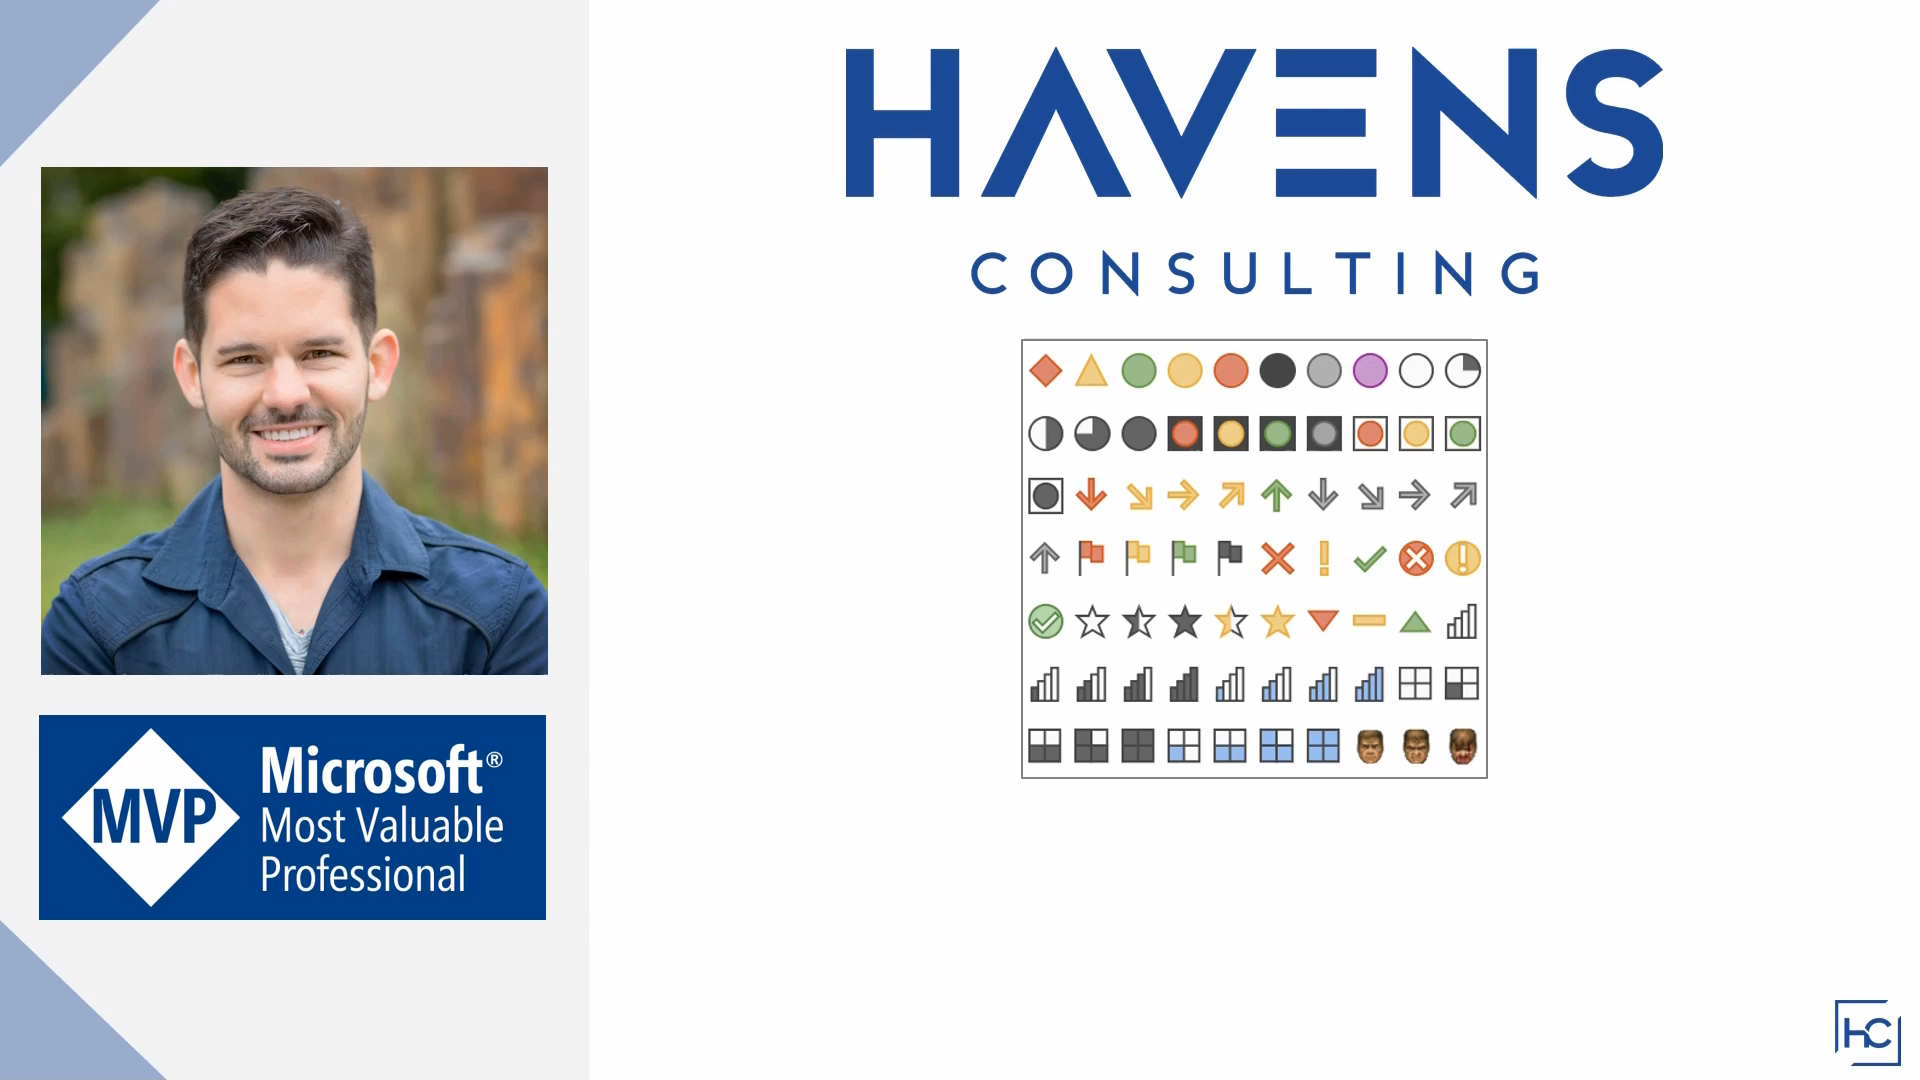 HAVENS
CONSULTING
MVP
Microsoft®
Most Valuable
Professional
HC